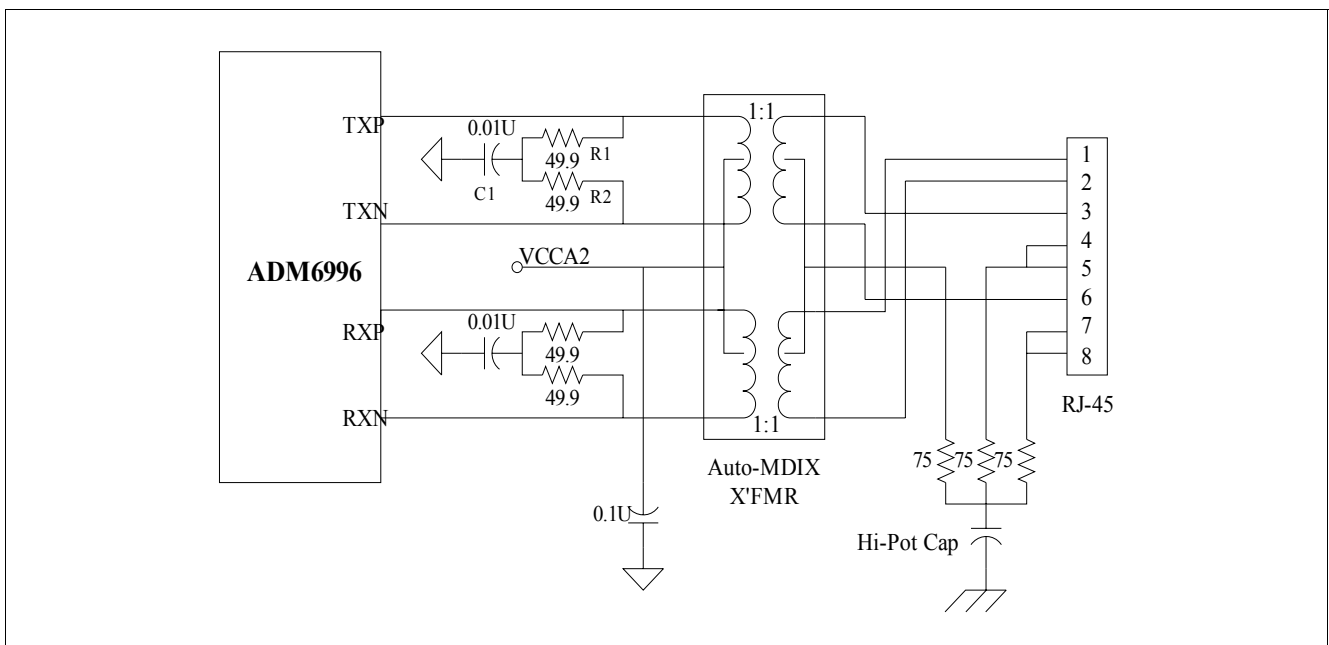 1:1
TXP
0.01U
49.9
R1
C1
49.9
R2
TXN
VCCA2
ADM6996
RXP
0.01U
49.9
49.9
RXN
1:1
Auto-MDIX
X'FMR
0.1U
1
2
3
4
5
6
7
8
RJ-45
75
75
75
Hi-Pot Cap